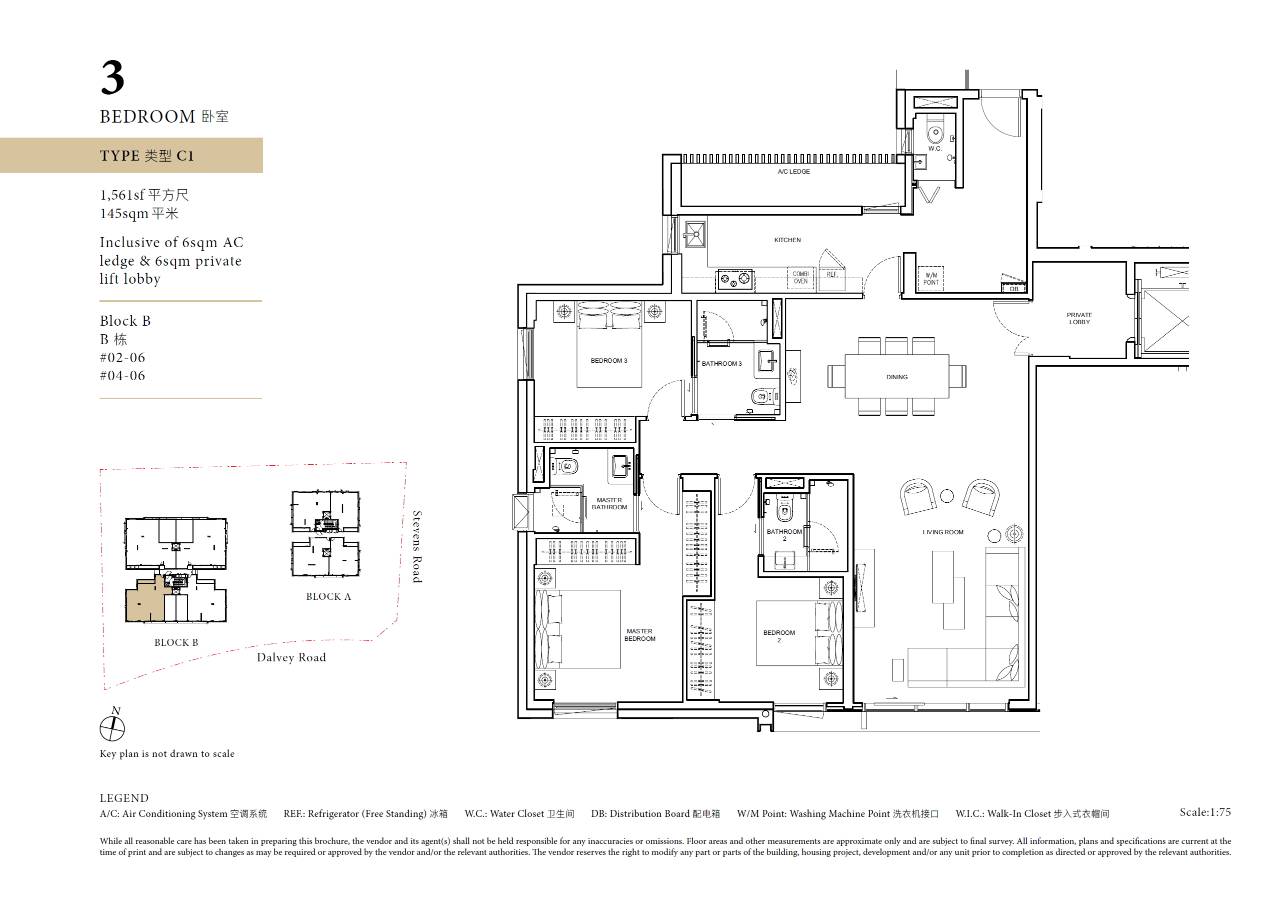 3
BEDROOM 卧室
TYPE 类型 C1
1,561sf 平方尺
145sqm 平米
Inclusive of 6sqm AC
ledge & 6sqm private
lift lobby
Block B
B 栋
#02-06
#04-06
W.C.
A/C LEDGE
KITCHEN
COMBI
OVEN
REF.
W/M
POINT
DB
PRIVATE
LOBBY
BEDROOM 3
BATHROOM 3
DINING
MASTER
BATHROOM
BATHROOM
2
LIVING ROOM
MASTER
BEDROOM
BEDROOM
2
Stevens Road
BLOCK A
BLOCK B
Dalvey Road
N
Key plan is not drawn to scale
LEGEND
A/C: Air Conditioning System 空调系统 REF.: Refrigerator (Free Standing) 冰箱 W.C.: Water Closet 卫生间 DB: Distribution Board 配电箱 W/M Point: Washing Machine Point 洗衣机接口 W.I.C.: Walk-In Closet 步入式衣帽间
Scale:1:75
While all reasonable care has been taken in preparing this brochure, the vendor and its agent(s) shall not be held responsible for any inaccuracies or omissions. Floor areas and other measurements are approximate only and are subject to final survey. All information, plans and specifications are current at the
time of print and are subject to changes as may be required or approved by the vendor and/or the relevant authorities. The vendor reserves the right to modify any part or parts of the building, housing project, development and/or any unit prior to completion as directed or approved by the relevant authorities.